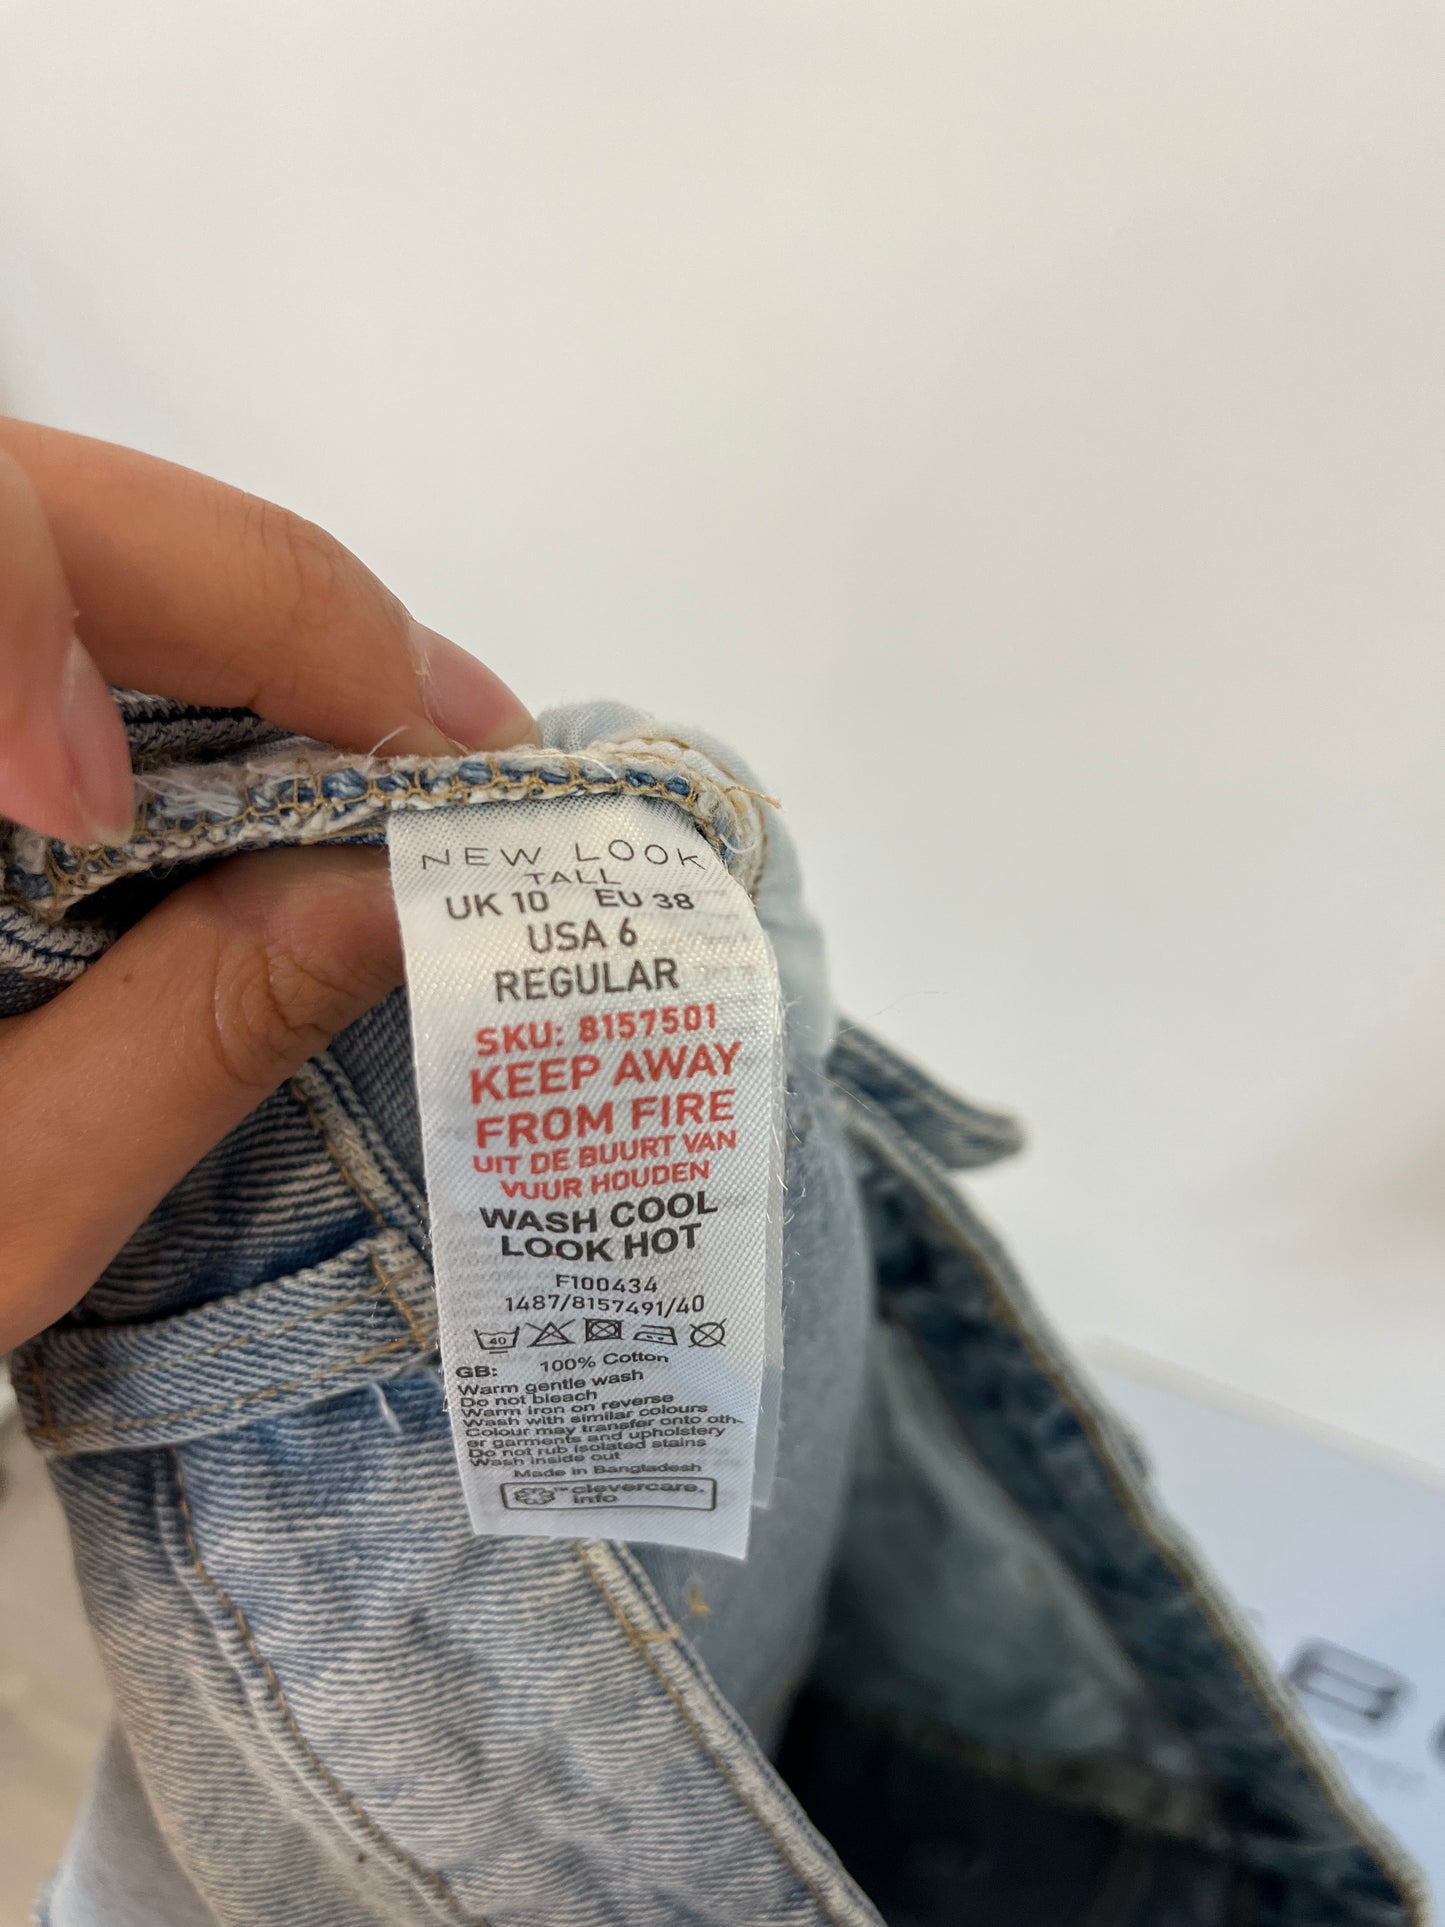 NEW LOOK
TALL
UK 10 EU 38
USA 6
REGULAR
SKU: 8157501
KEEP AWAY
FROM FIRE
UIT DE BUURT VAN
VUUR HOUDEN
WASH COOL
LOOK HOT
F100434
1487/8157491/40
40
GB: 100% Cotton
Warm gentle wash
Do not bleach
Warm iron on reverse
Wash with similar colours
Colour may transfer onto oth-
er garments and upholstery
Do not rub isolated stains
Wash inside out
Made in Bangladesh
™clevercare.
info